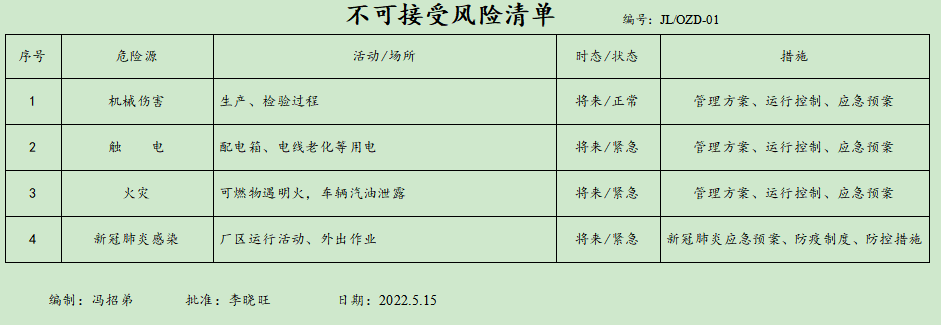 不可接受风险清单
编号：JL/OZD-01
序号 危险源 活动/场所 时态/状态 措施
1 机械伤害 生产、检验过程 将来/正常 管理方案、运行控制、应急预案
2 触 电 配电箱、电线老化等用电 将来/紧急 管理方案、运行控制、应急预案
3 火灾 可燃物遇明火，车辆汽油泄露 将来/紧急 管理方案、运行控制、应急预案
4 新冠肺炎感染 厂区运行活动、外出作业 将来/紧急 新冠肺炎应急预案、防疫制度、防控措施
编制：冯招弟 批准：李晓旺 日期：2022.5.15